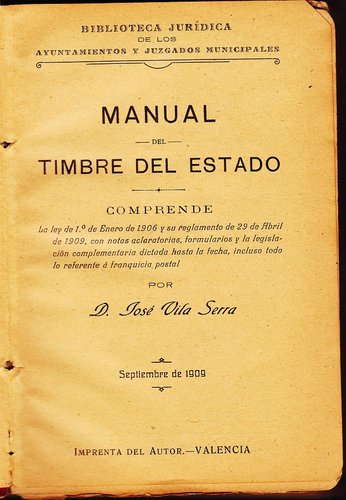 BIBLIOTECA JURÍDICA
DE LOS
AYUNTAMIENTOS Y JUZGADOS MUNICIPALES
MANUAL
DEL
TIMBRE DEL ESTADO
COMPRENDE
La ley de 1.º de Enero de 1906 y su reglamento de 29 de Abril
de 1909, con notas aclaratorias, formularios y la legisla-
ción complementaria dictada hasta la fecha, incluso todo
lo referente á franquicia postal
POR
D. José Vila Serra
Septiembre de 1909
IMPRENTA DEL AUTOR.—VALENCIA